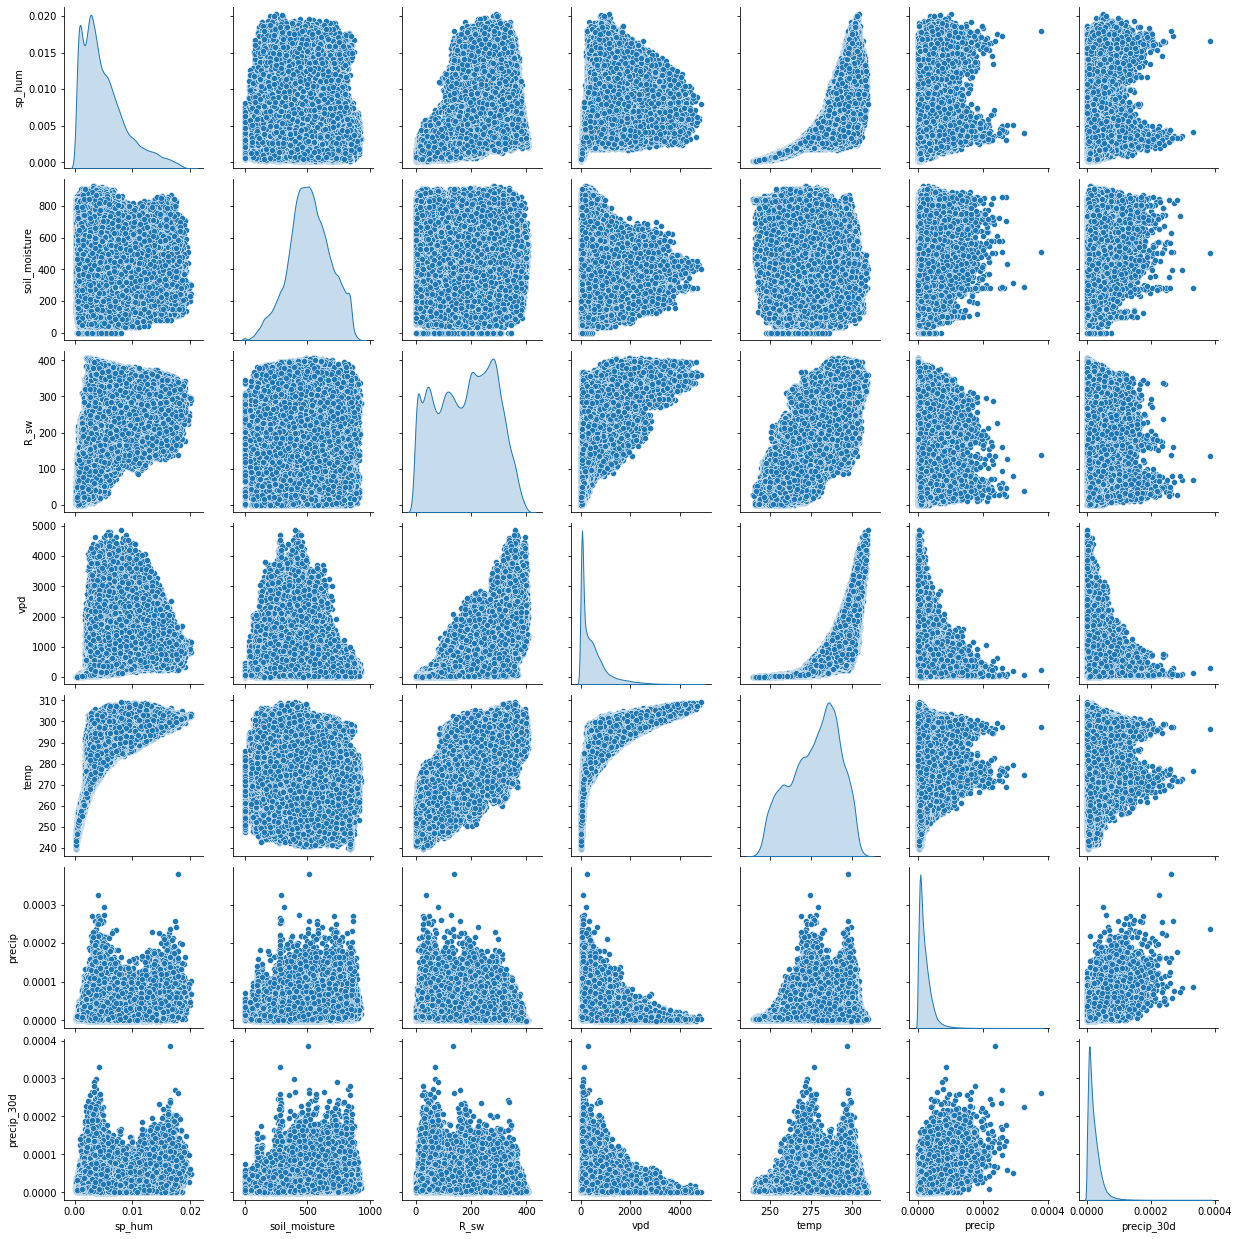 0.020
0.015
0.010
0.005
0.000
sp_hum
800
600
400
200
0
soil_moisture
400
300
200
100
0
R_sw
5000
4000
3000
2000
1000
0
vpd
310
300
290
280
270
260
250
240
temp
0.0003
0.0002
0.0001
0.0000
precip
0.0004
0.0003
0.0002
0.0001
0.0000
precip_30d
0.00 0.01 0.02
sp_hum
0 500 1000
soil_moisture
0 200 400
R_sw
0 2000 4000
vpd
250 300
temp
0.0000 0.0002 0.0004
precip
0.0000 0.0002 0.0004
precip_30d